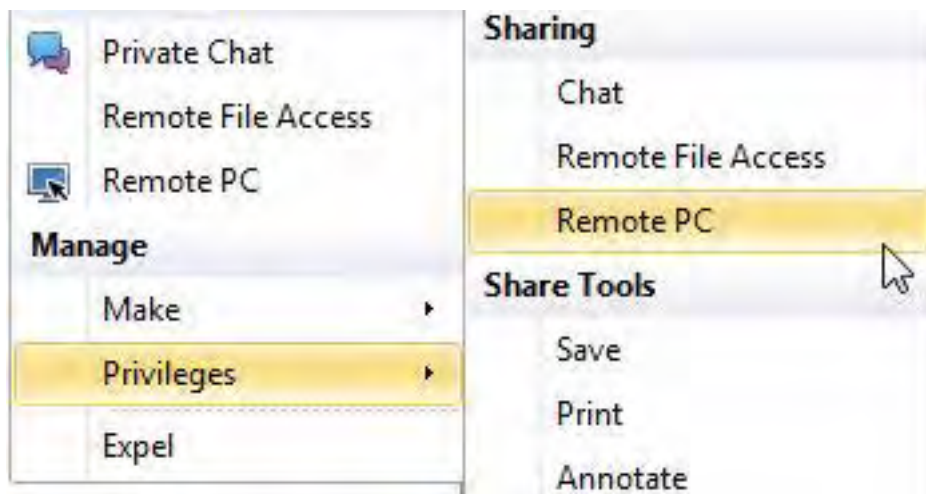 Private Chat
Remote File Access
Remote PC
Manage
Make
Privileges
Expel
Sharing
Chat
Remote File Access
Remote PC
Share Tools
Save
Print
Annotate